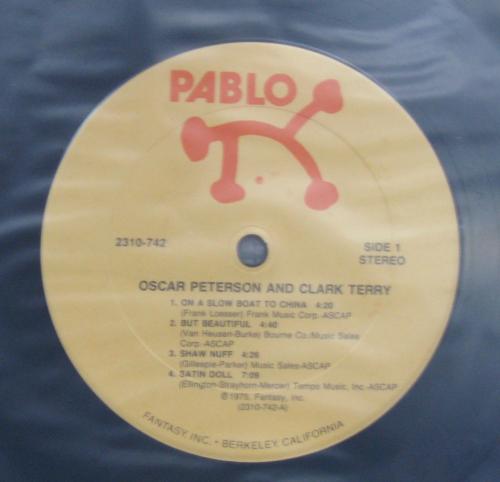 PABLO
2310-742
SIDE 1
STEREO
OSCAR PETERSON AND CLARK TERRY
1. ON A SLOW BOAT TO CHINA 4:20
(Frank Loesser) Frank Music Corp.-ASCAP
2. BUT BEAUTIFUL 4:40
(Van Heusen-Burke) Bourne Co./Music Sales
Corp.-ASCAP
3. SHAW NUFF 4:26
(Gillespie-Parker) Music Sales-ASCAP
4. SATIN DOLL 7:09
(Ellington-Strayhorn-Mercer) Tempo Music, Inc.-ASCAP
℗1975, Fantasy, Inc.
(2310-742-A)
FANTASY, INC. • BERKELEY, CALIFORNIA